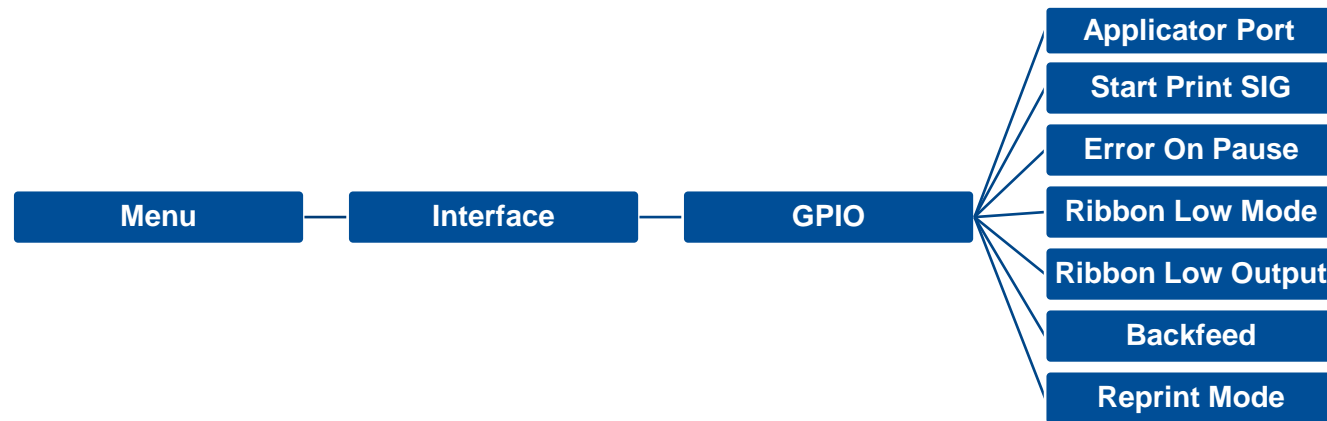 Menu
Interface
GPIO
Applicator Port
Start Print SIG
Error On Pause
Ribbon Low Mode
Ribbon Low Output
Backfeed
Reprint Mode